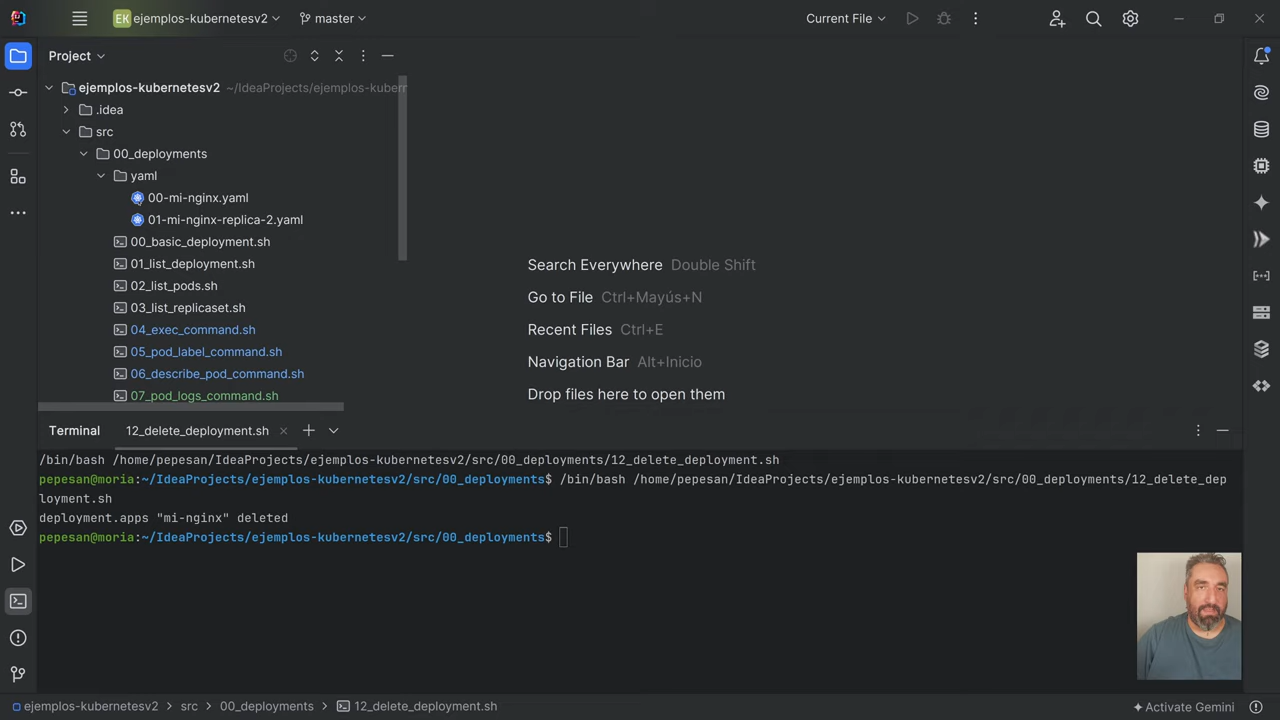 EK ejemplos-kubernetesv2 master Current File
Project
ejemplos-kubernetesv2 ~/IdeaProjects/ejemplos-kubern
.idea
src
00_deployments
yaml
00-mi-nginx.yaml
01-mi-nginx-replica-2.yaml
00_basic_deployment.sh
01_list_deployment.sh
02_list_pods.sh
03_list_replicaset.sh
04_exec_command.sh
05_pod_label_command.sh
06_describe_pod_command.sh
07_pod_logs_command.sh
Search Everywhere Double Shift
Go to File Ctrl+Mayús+N
Recent Files Ctrl+E
Navigation Bar Alt+Inicio
Drop files here to open them
Terminal 12_delete_deployment.sh
/bin/bash /home/pepesan/IdeaProjects/ejemplos-kubernetesv2/src/00_deployments/12_delete_deployment.sh
pepesan@moria:~/IdeaProjects/ejemplos-kubernetesv2/src/00_deployments$ /bin/bash /home/pepesan/IdeaProjects/ejemplos-kubernetesv2/src/00_deployments/12_delete_dep
loyment.sh
deployment.apps "mi-nginx" deleted
pepesan@moria:~/IdeaProjects/ejemplos-kubernetesv2/src/00_deployments$
ejemplos-kubernetesv2 > src > 00_deployments > 12_delete_deployment.sh Activate Gemini